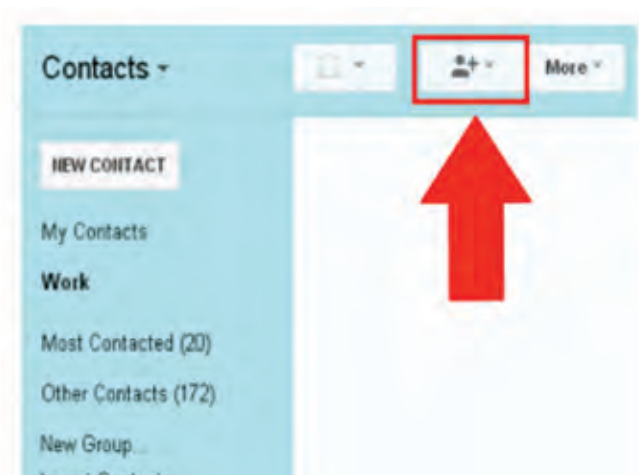 Contacts
More
NEW CONTACT
My Contacts
Work
Most Contacted (20)
Other Contacts (172)
New Group...